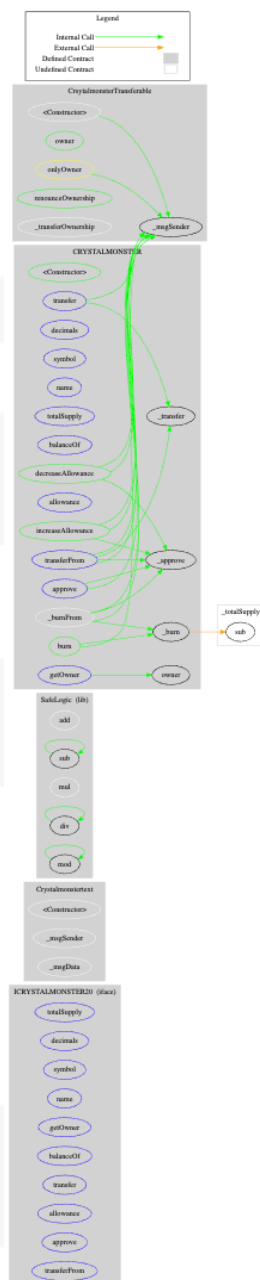 Legend
Internal Call
External Call
Defined Contract
Undefined Contract
CrystalmonsterTransferable
<Constructor>
owner
onlyOwner
renounceOwnership
_transferOwnership
_msgSender
CRYSTALMONSTER
<Constructor>
transfer
decimals
symbol
name
totalSupply
_transfer
balanceOf
decreaseAllowance
allowance
increaseAllowance
transferFrom
_approve
approve
_burnFrom
burn
_burn
_totalSupply
sub
getOwner
owner
SafeLogic (lib)
add
sub
mul
div
mod
Crystalmonstertext
<Constructor>
_msgSender
_msgData
ICRYSTALMONSTER20 (iface)
totalSupply
decimals
symbol
name
getOwner
balanceOf
transfer
allowance
approve
transferFrom